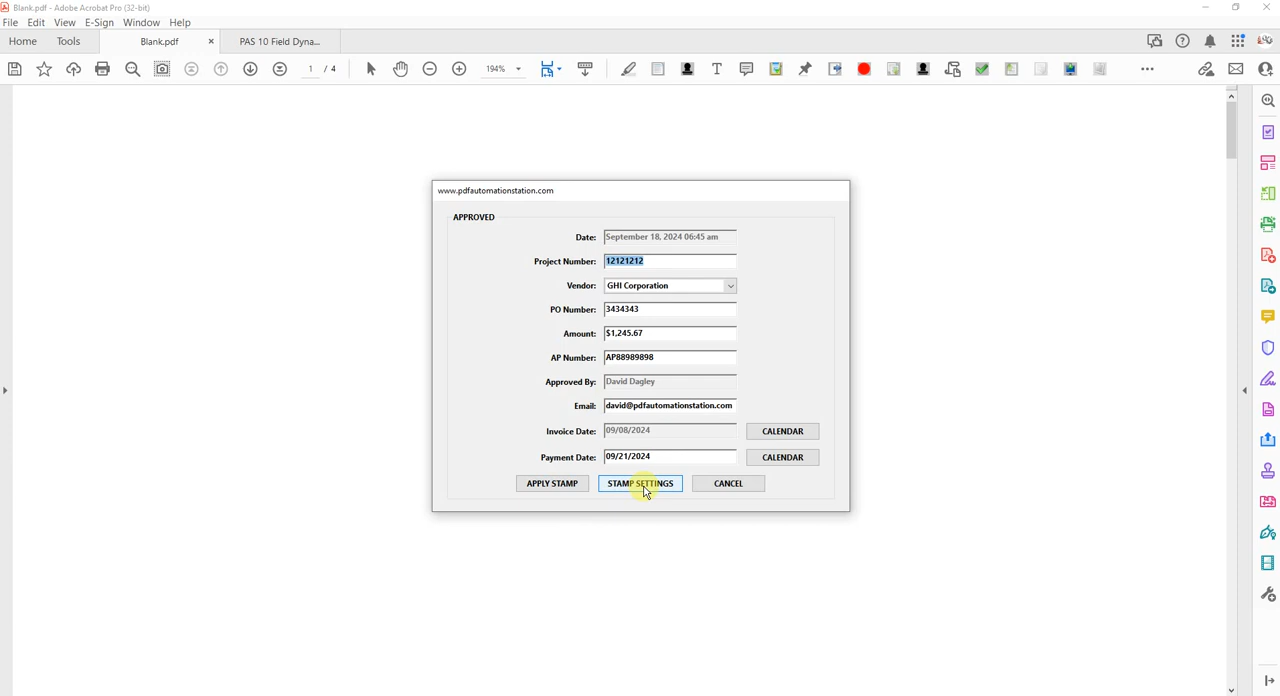 Blank.pdf - Adobe Acrobat Pro (32-bit)
File Edit View E-Sign Window Help
Home Tools Blank.pdf × PAS 10 Field Dyna...
1 / 4 194%
www.pdfautomationstation.com
APPROVED
Date: September 18, 2024 06:45 am
Project Number: 12121212
Vendor: GHI Corporation
PO Number: 3434343
Amount: $1,245.67
AP Number: AP88989898
Approved By: David Dagley
Email: david@pdfautomationstation.com
Invoice Date: 09/08/2024 CALENDAR
Payment Date: 09/21/2024 CALENDAR
APPLY STAMP STAMP SETTINGS CANCEL